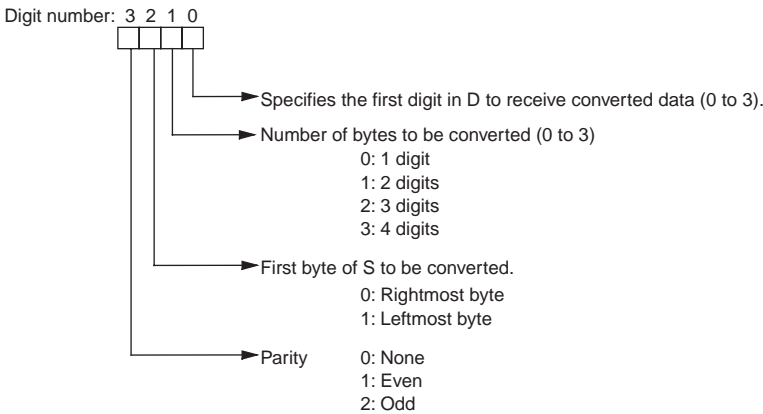 Digit number: 3 2 1 0
Specifies the first digit in D to receive converted data (0 to 3).
Number of bytes to be converted (0 to 3)
0: 1 digit
1: 2 digits
2: 3 digits
3: 4 digits
First byte of S to be converted.
0: Rightmost byte
1: Leftmost byte
Parity 0: None
1: Even
2: Odd